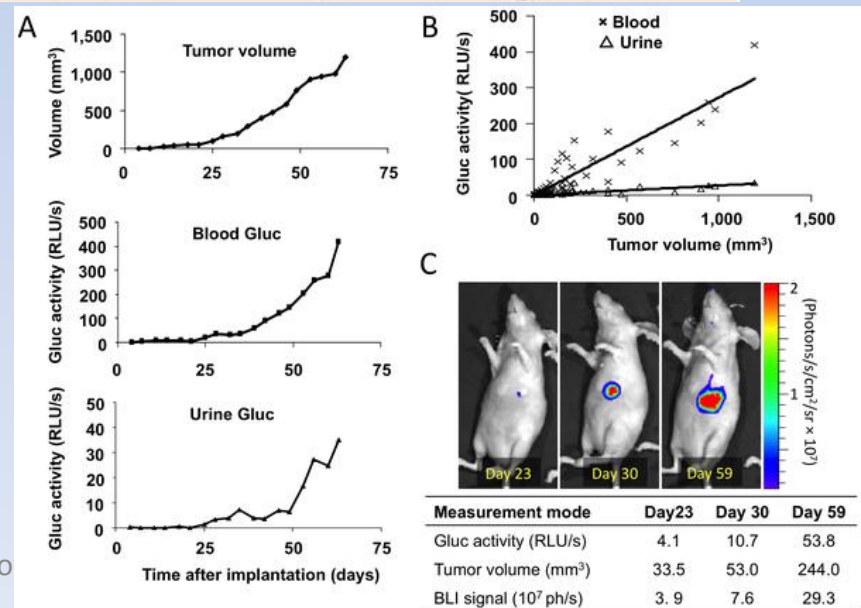 A
Tumor volume
Volume (mm³)
1,500
1,000
500
0
0 25 50 75
Blood Gluc
Gluc activity (RLU/s)
500
400
300
200
100
0
0 25 50 75
Urine Gluc
Gluc activity (RLU/s)
50
40
30
20
10
0
0 25 50 75
Time after implantation (days)
B
× Blood
△ Urine
Gluc activity( RLU/s)
500
400
300
200
100
0
0 500 1,000 1,500
Tumor volume (mm³)
C
Day 23 Day 30 Day 59
2
1
(Photons/s/cm²/sr × 10⁷)
Measurement mode Day23 Day 30 Day 59
Gluc activity (RLU/s) 4.1 10.7 53.8
Tumor volume (mm³) 33.5 53.0 244.0
BLI signal (10⁷ ph/s) 3. 9 7.6 29.3